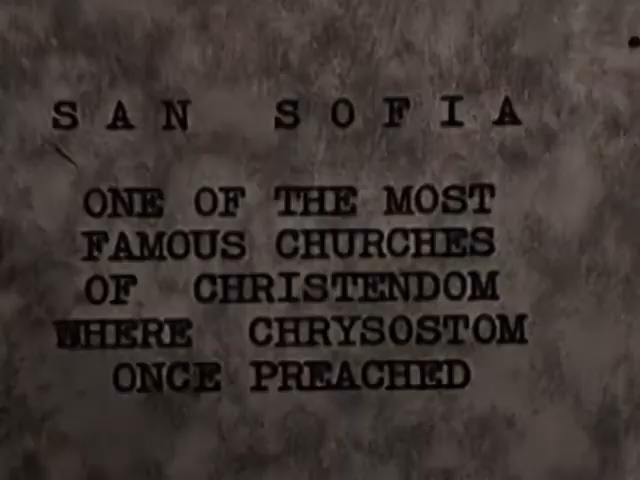 SAN SOFIA
ONE OF THE MOST
FAMOUS CHURCHES
OF CHRISTENDOM
WHERE CHRYSOSTOM
ONCE PREACHED